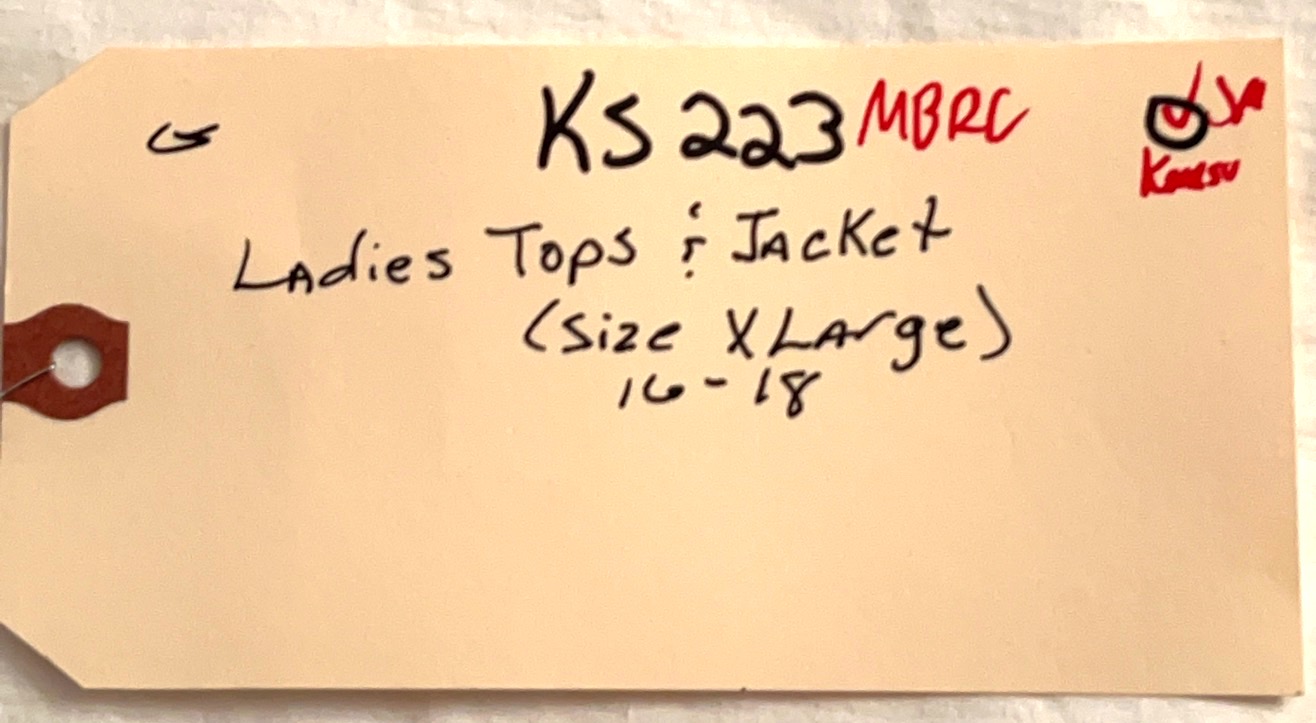 KS 223 MBRC
Ladies Tops & Jacket
(Size XLarge)
16-18